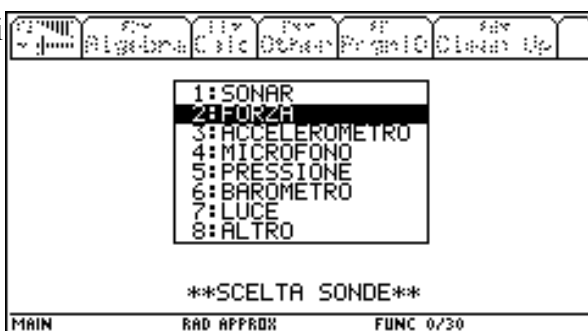 Algebra Calc Other PrgmIO Clean Up
1:SONAR
2:FORZA
3:ACCELEROMETRO
4:MICROFONO
5:PRESSIONE
6:BAROMETRO
7:LUCE
8:ALTRO
**SCELTA SONDE**
MAIN RAD APPROX FUNC 0/30